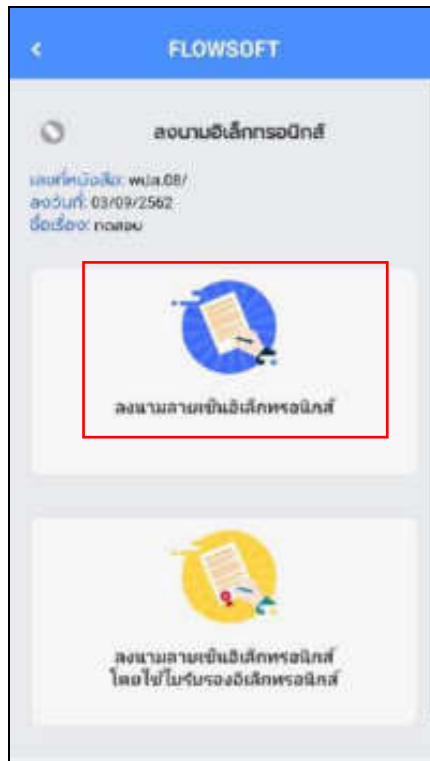 FLOWSOFT
ลงนามอิเล็กทรอนิกส์
เลขที่หนังสือ: พปล.08/
ลงวันที่: 03/09/2562
ชื่อเรื่อง: ทดสอบ
ลงนามลายเซ็นอิเล็กทรอนิกส์
ลงนามลายเซ็นอิเล็กทรอนิกส์
โดยใช้ใบรับรองอิเล็กทรอนิกส์